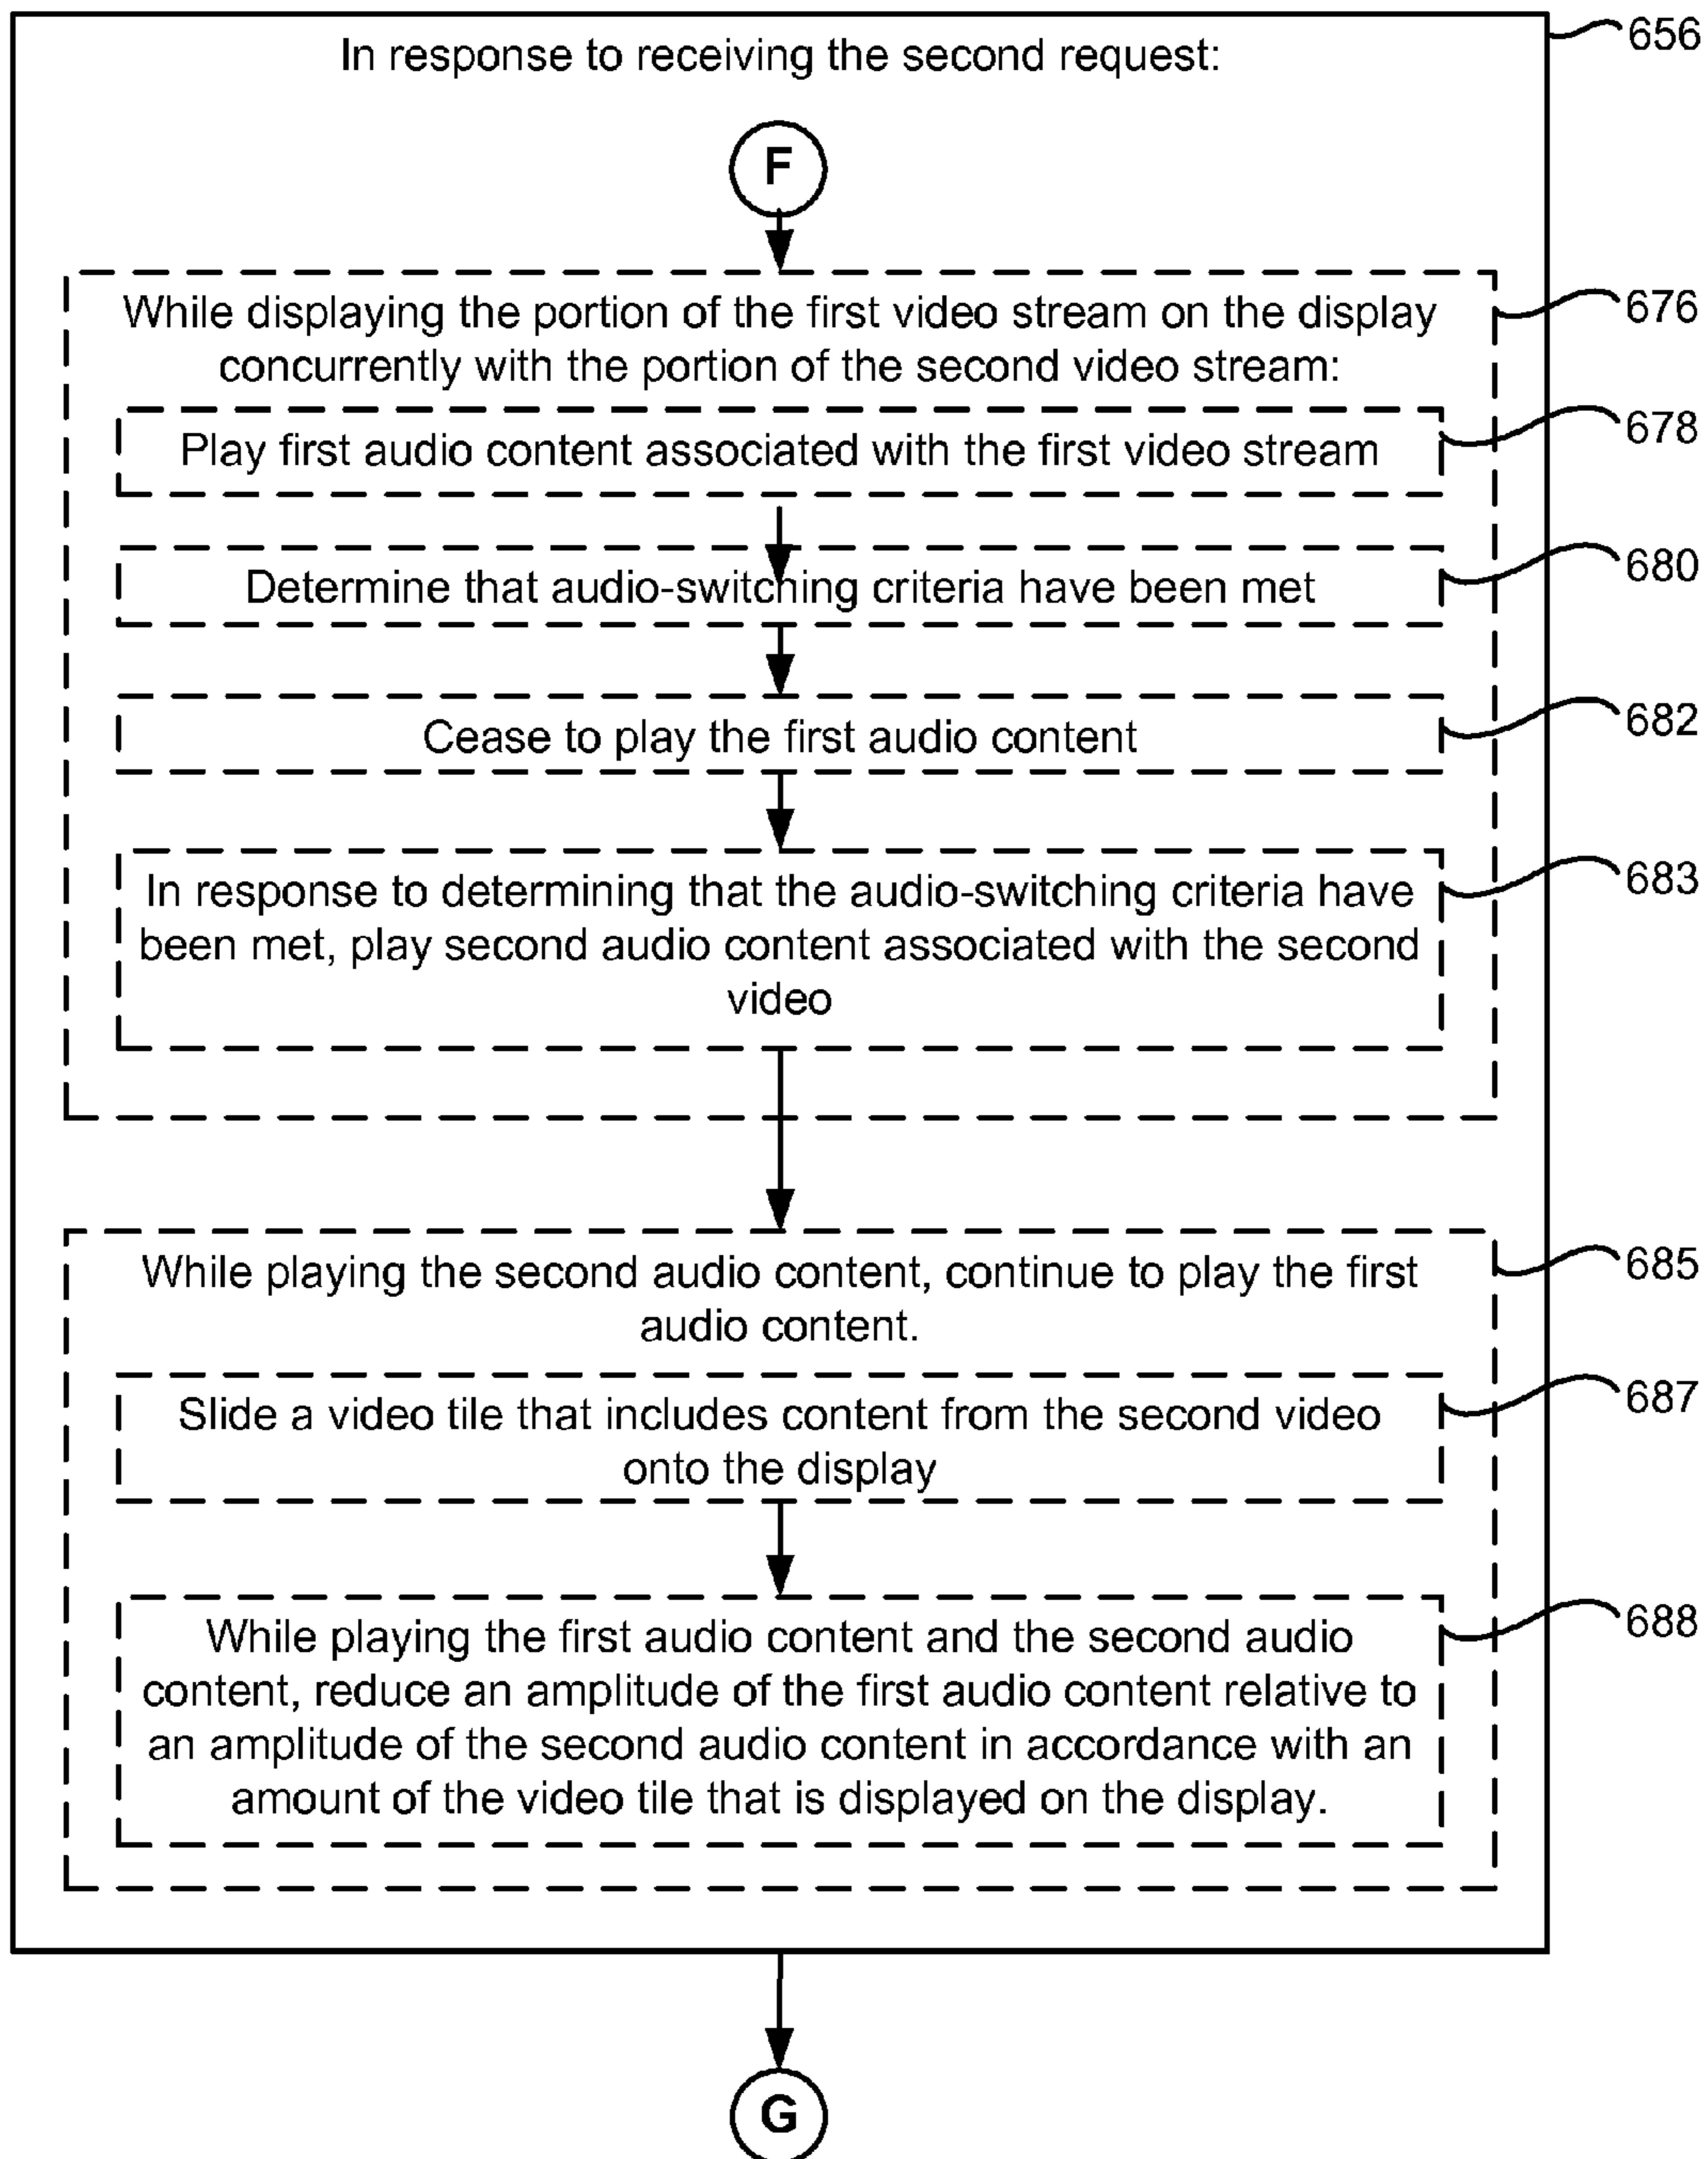 In response to receiving the second request:
656
F
While displaying the portion of the first video stream on the display
concurrently with the portion of the second video stream:
676
Play first audio content associated with the first video stream
678
Determine that audio-switching criteria have been met
680
Cease to play the first audio content
682
In response to determining that the audio-switching criteria have
been met, play second audio content associated with the second
video
683
While playing the second audio content, continue to play the first
audio content.
685
Slide a video tile that includes content from the second video
onto the display
687
While playing the first audio content and the second audio
content, reduce an amplitude of the first audio content relative to
an amplitude of the second audio content in accordance with an
amount of the video tile that is displayed on the display.
688
G